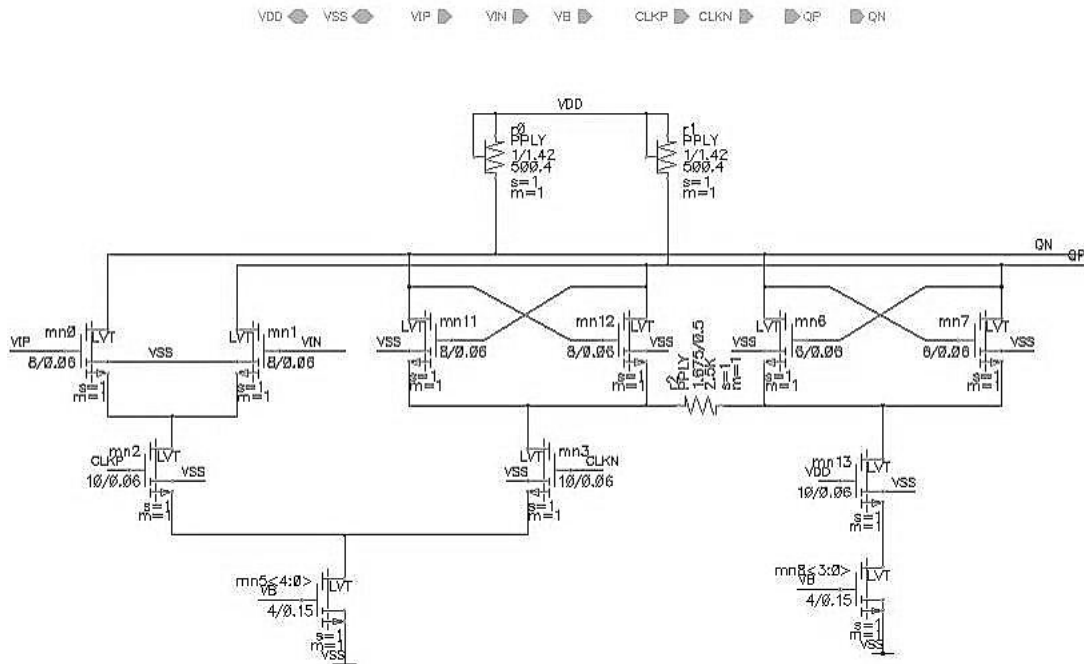 VDD VSS VIP VIN VB CLKP CLKN QP QN
VDD
r0
PPLY
1/1.42
500.4
s=1
m=1
r1
PPLY
1/1.42
500.4
s=1
m=1
QN
QP
mn0
LVT
VIP
8/0.06
s=1
m=1
VSS
mn1
LVT
VIN
8/0.06
s=1
m=1
mn11
LVT
VSS
8/0.06
s=1
m=1
mn12
LVT
VSS
8/0.06
s=1
m=1
r2
PPLY
1.675/0.5
2.5K
s=1
m=1
mn6
LVT
VSS
6/0.06
s=1
m=1
mn7
LVT
VSS
6/0.06
s=1
m=1
mn2
LVT
CLKP
10/0.06
VSS
s=1
m=1
mn3
LVT
CLKN
VSS
10/0.06
s=1
m=1
mn13
LVT
VDD
10/0.06
VSS
s=1
m=1
mn5<4:0>
LVT
VB
4/0.15
s=1
m=1
VSS
mn8<3:0>
LVT
VB
4/0.15
s=1
m=1
VSS